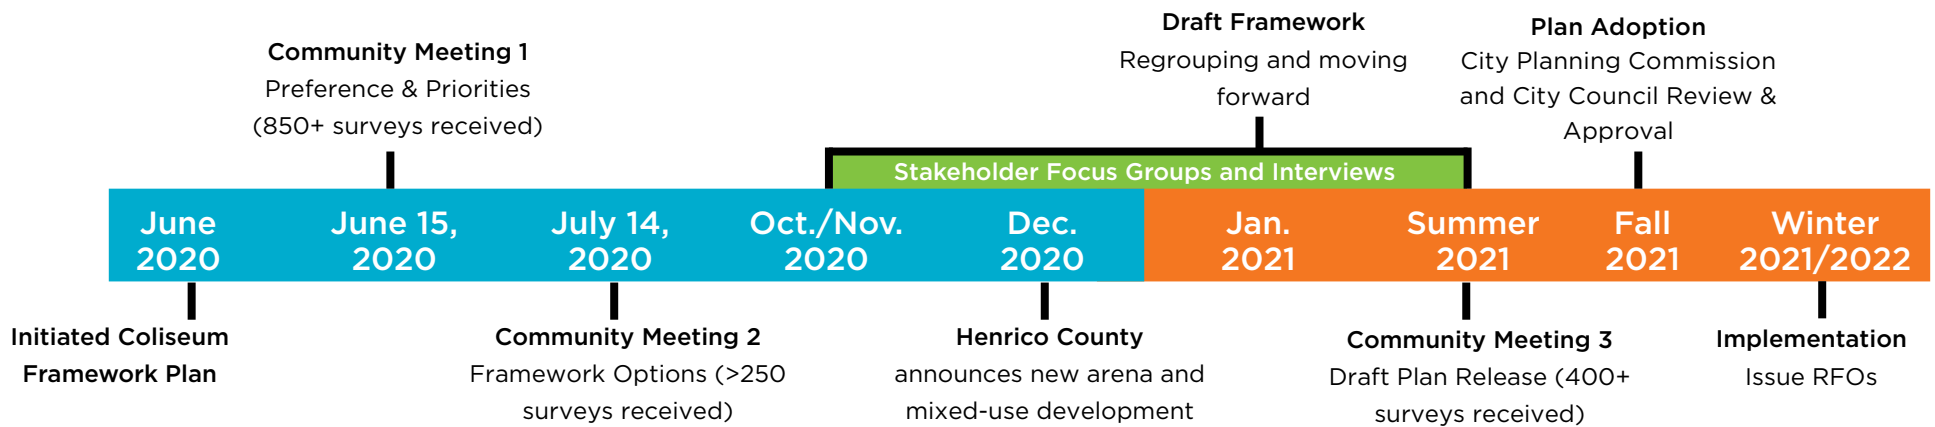 Community Meeting 1
Preference & Priorities
(850+ surveys received)
Draft Framework
Regrouping and moving
forward
Plan Adoption
City Planning Commission
and City Council Review &
Approval
Stakeholder Focus Groups and Interviews
June
2020
June 15,
2020
July 14,
2020
Oct./Nov.
2020
Dec.
2020
Jan.
2021
Summer
2021
Fall
2021
Winter
2021/2022
Initiated Coliseum
Framework Plan
Community Meeting 2
Framework Options (>250
surveys received)
Henrico County
announces new arena and
mixed-use development
Community Meeting 3
Draft Plan Release (400+
surveys received)
Implementation
Issue RFOs